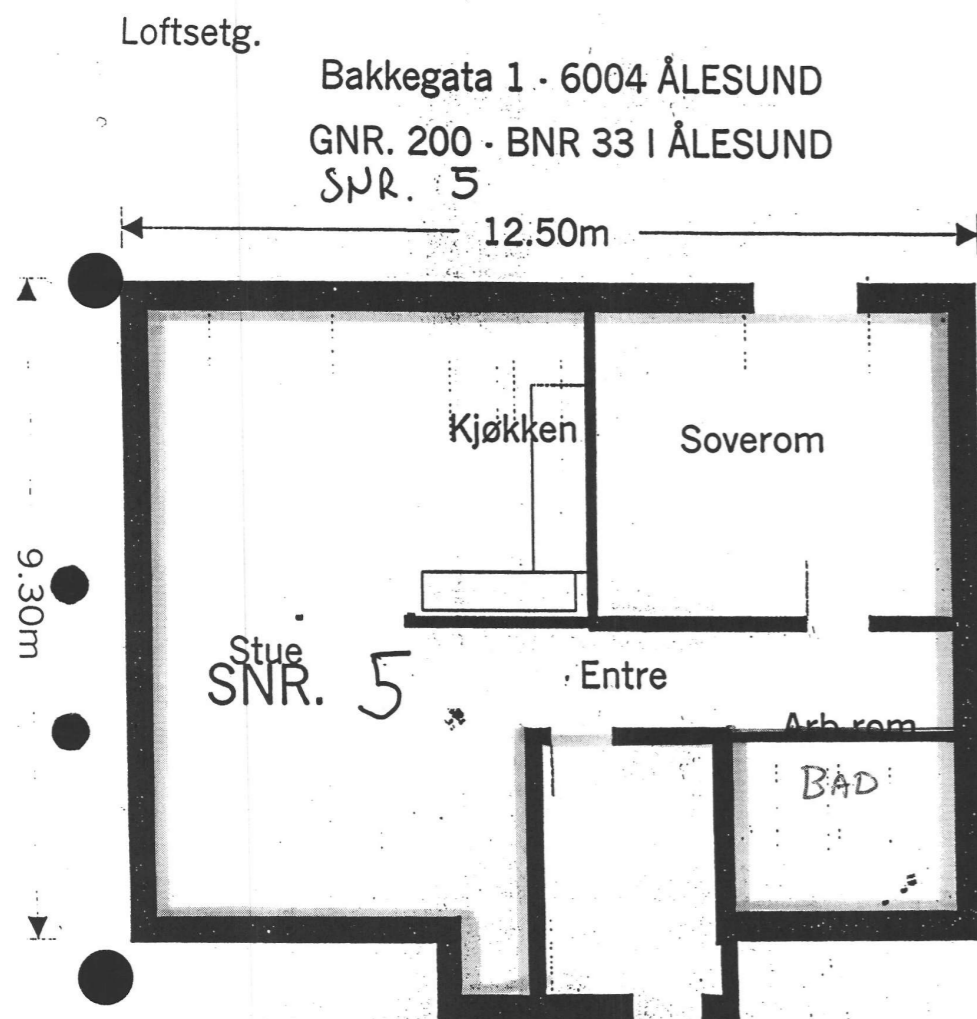 Loftsetg.
Bakkegata 1 · 6004 ÅLESUND
GNR. 200 · BNR 33 I ÅLESUND
SNR. 5
12.50m
9.30m
Kjøkken
Soverom
Stue
SNR. 5
Entre
Arb.rom
BAD